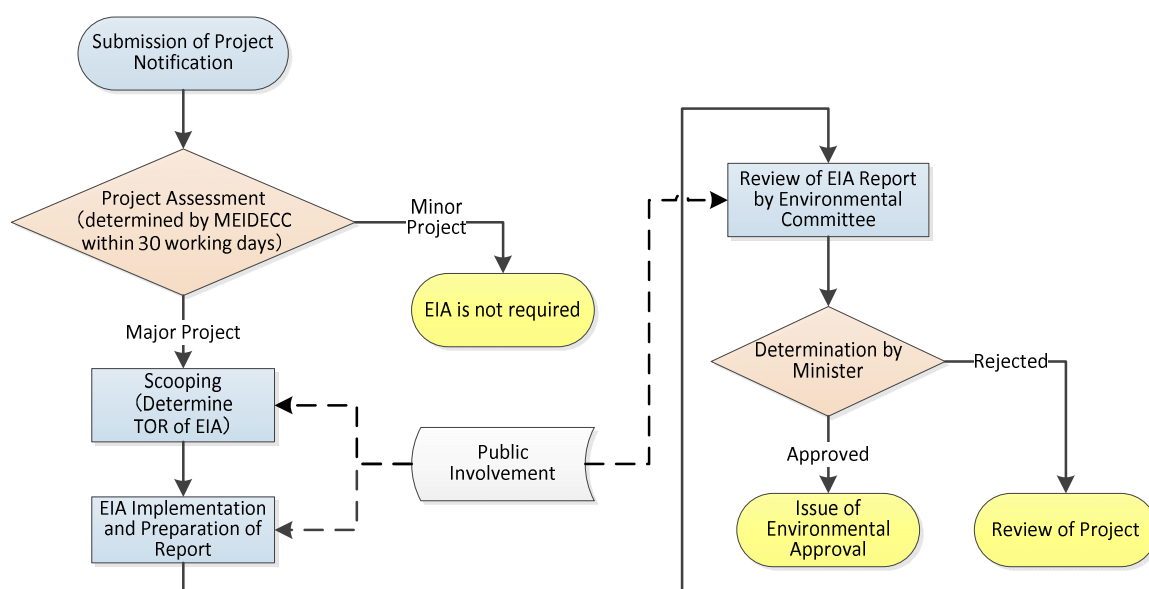 Submission of Project
Notification
Project Assessment
(determined by MEIDECC
within 30 working days)
Minor
Project
EIA is not required
Major Project
Scooping
(Determine
TOR of EIA)
EIA Implementation
and Preparation of
Report
Public
Involvement
Review of EIA Report
by Environmental
Committee
Determination by
Minister
Rejected
Approved
Issue of
Environmental
Approval
Review of Project